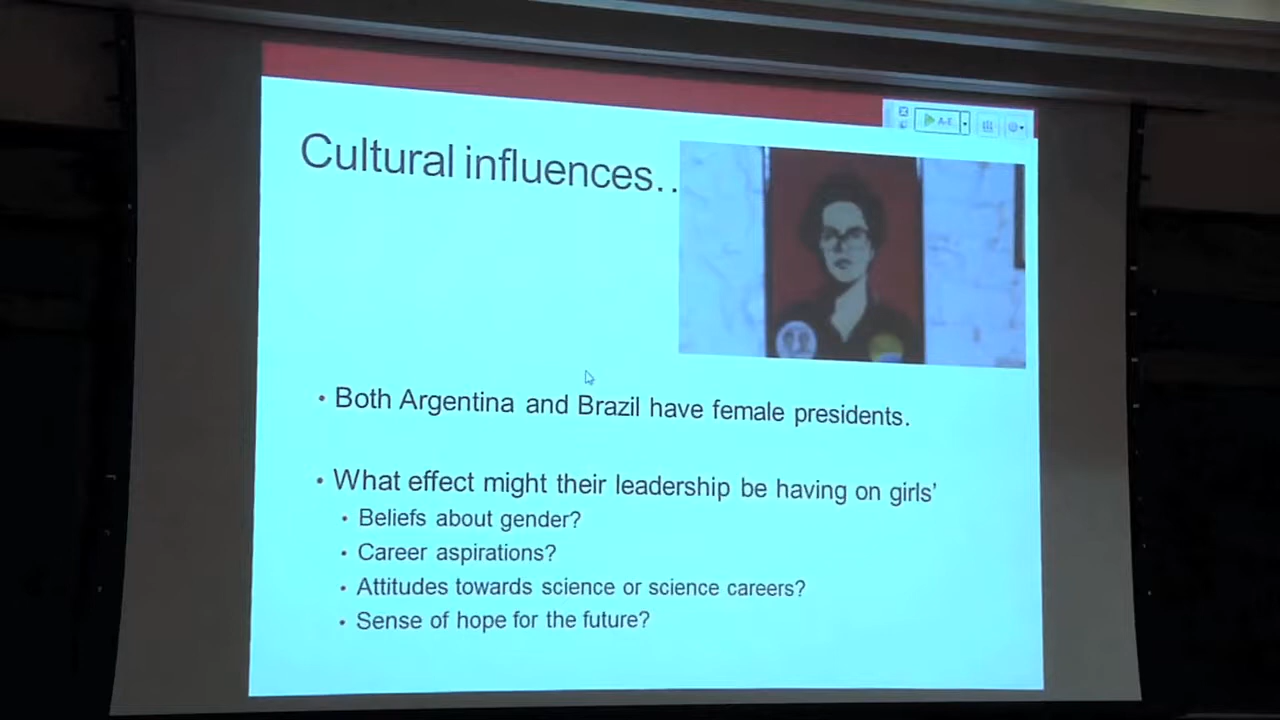 Cultural influences..
A-E
• Both Argentina and Brazil have female presidents.
• What effect might their leadership be having on girls’
• Beliefs about gender?
• Career aspirations?
• Attitudes towards science or science careers?
• Sense of hope for the future?